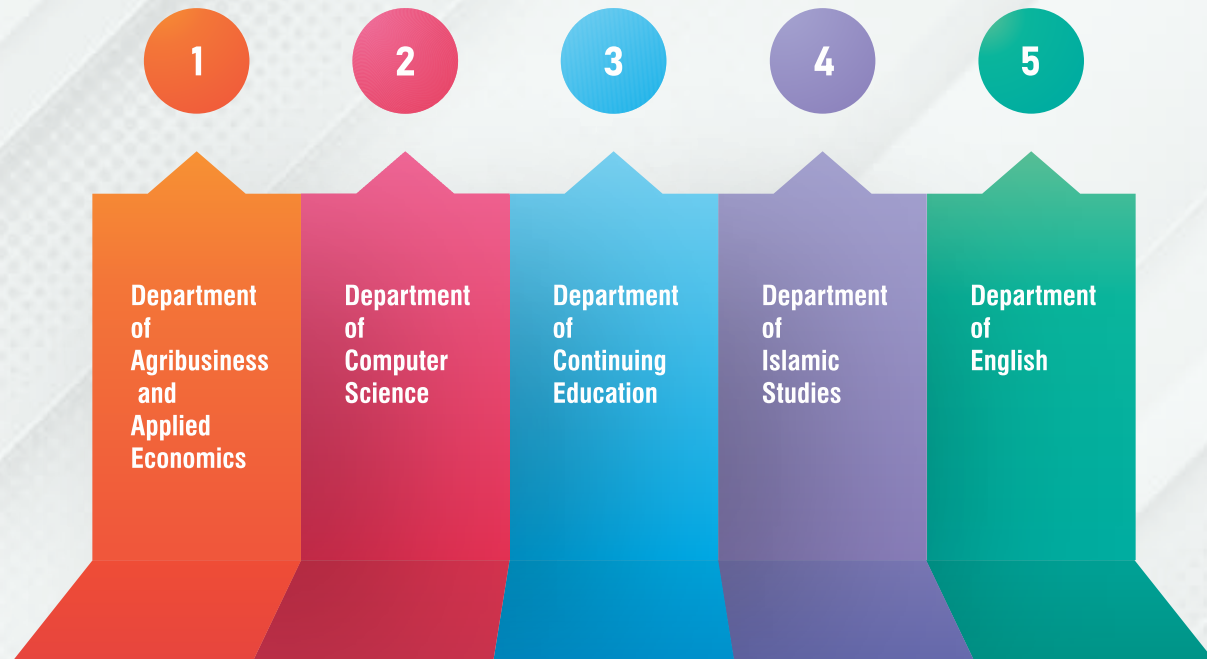 1
2
3
4
5
Department
of
Agribusiness
and
Applied
Economics
Department
of
Computer
Science
Department
of
Continuing
Education
Department
of
Islamic
Studies
Department
of
English